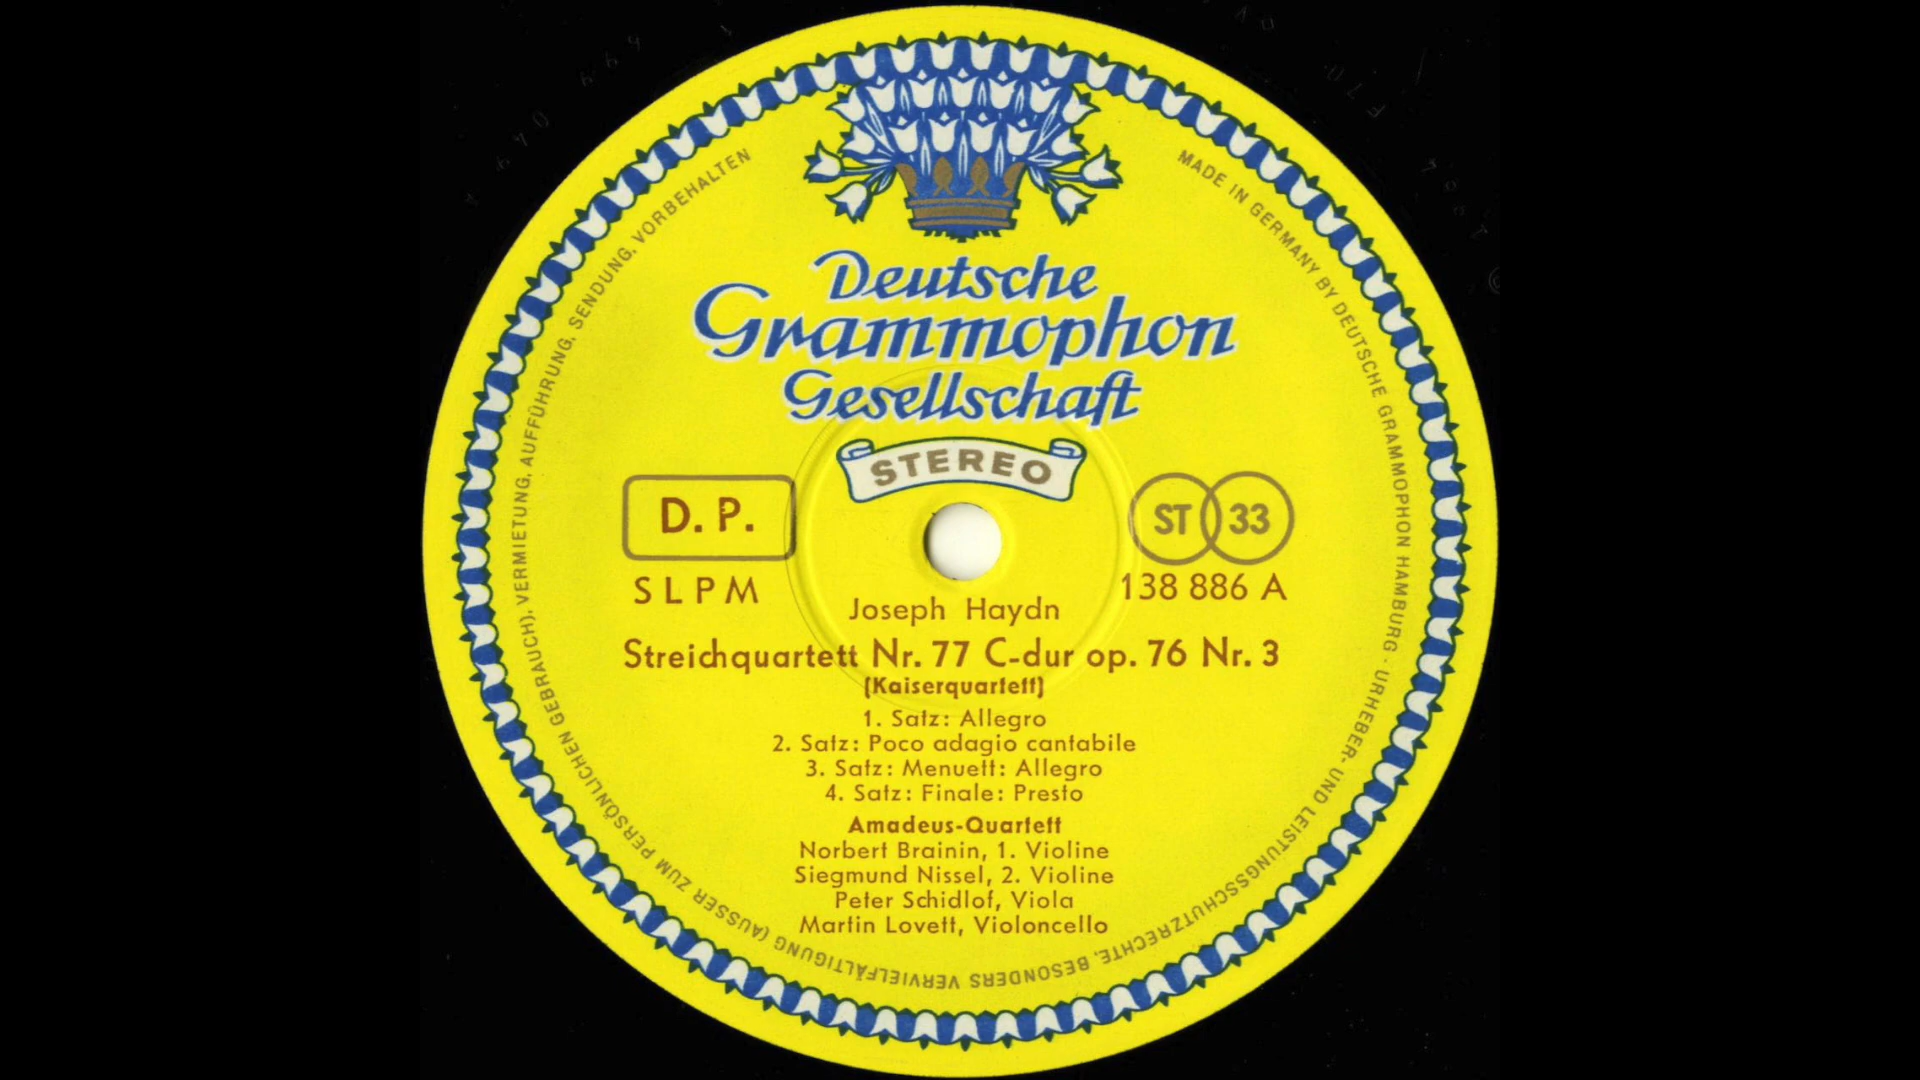 Deutsche
Grammophon
Gesellschaft
STEREO
D. P.
ST 33
SLPM
138 886 A
Joseph Haydn
Streichquartett Nr. 77 C-dur op. 76 Nr. 3
(Kaiserquartett)
1. Satz: Allegro
2. Satz: Poco adagio cantabile
3. Satz: Menuett: Allegro
4. Satz: Finale: Presto
Amadeus-Quartett
Norbert Brainin, 1. Violine
Siegmund Nissel, 2. Violine
Peter Schidlof, Viola
Martin Lovett, Violoncello
MADE IN GERMANY BY DEUTSCHE GRAMMOPHON HAMBURG · URHEBER- UND LEISTUNGSSCHUTZRECHTE, BESONDERS VERVIELFÄLTIGUNG (AUSSER ZUM PERSÖNLICHEN GEBRAUCH), VERMIETUNG, AUFFÜHRUNG, SENDUNG, VORBEHALTEN